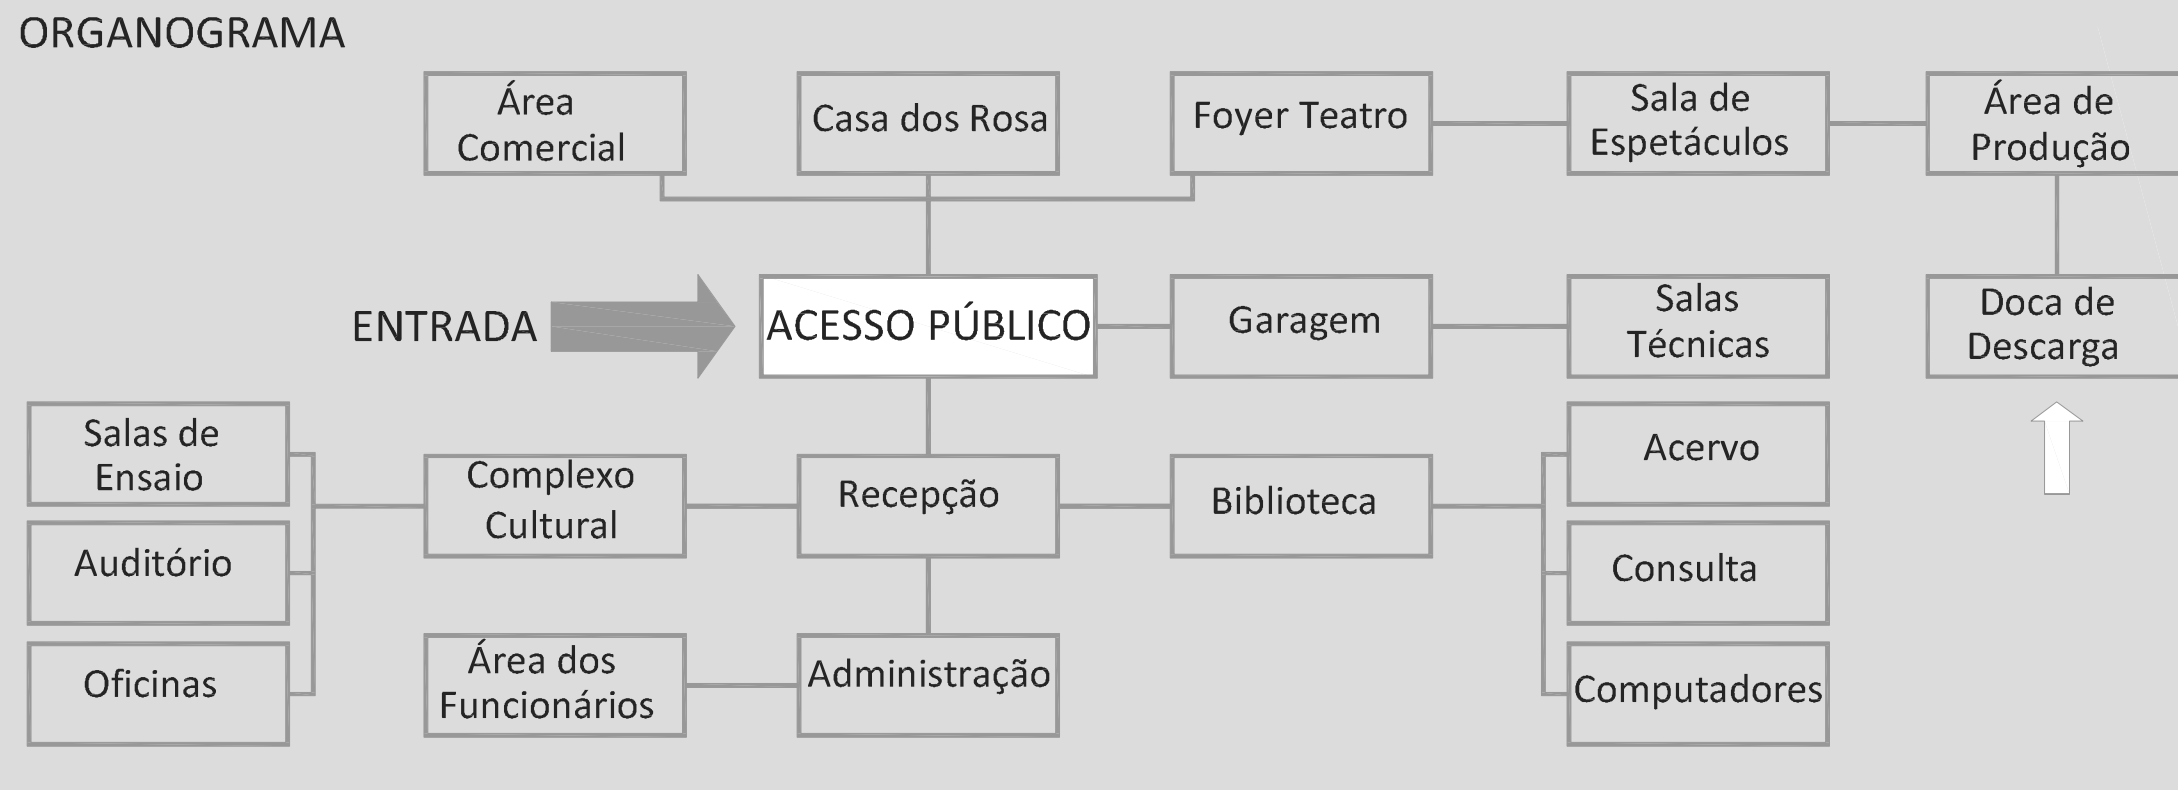 ORGANOGRAMA
Área
Comercial
Casa dos Rosa
Foyer Teatro
Sala de
Espetáculos
Área de
Produção
ENTRADA
ACESSO PÚBLICO
Garagem
Salas
Técnicas
Doca de
Descarga
Salas de
Ensaio
Complexo
Cultural
Recepção
Biblioteca
Acervo
Auditório
Consulta
Oficinas
Área dos
Funcionários
Administração
Computadores